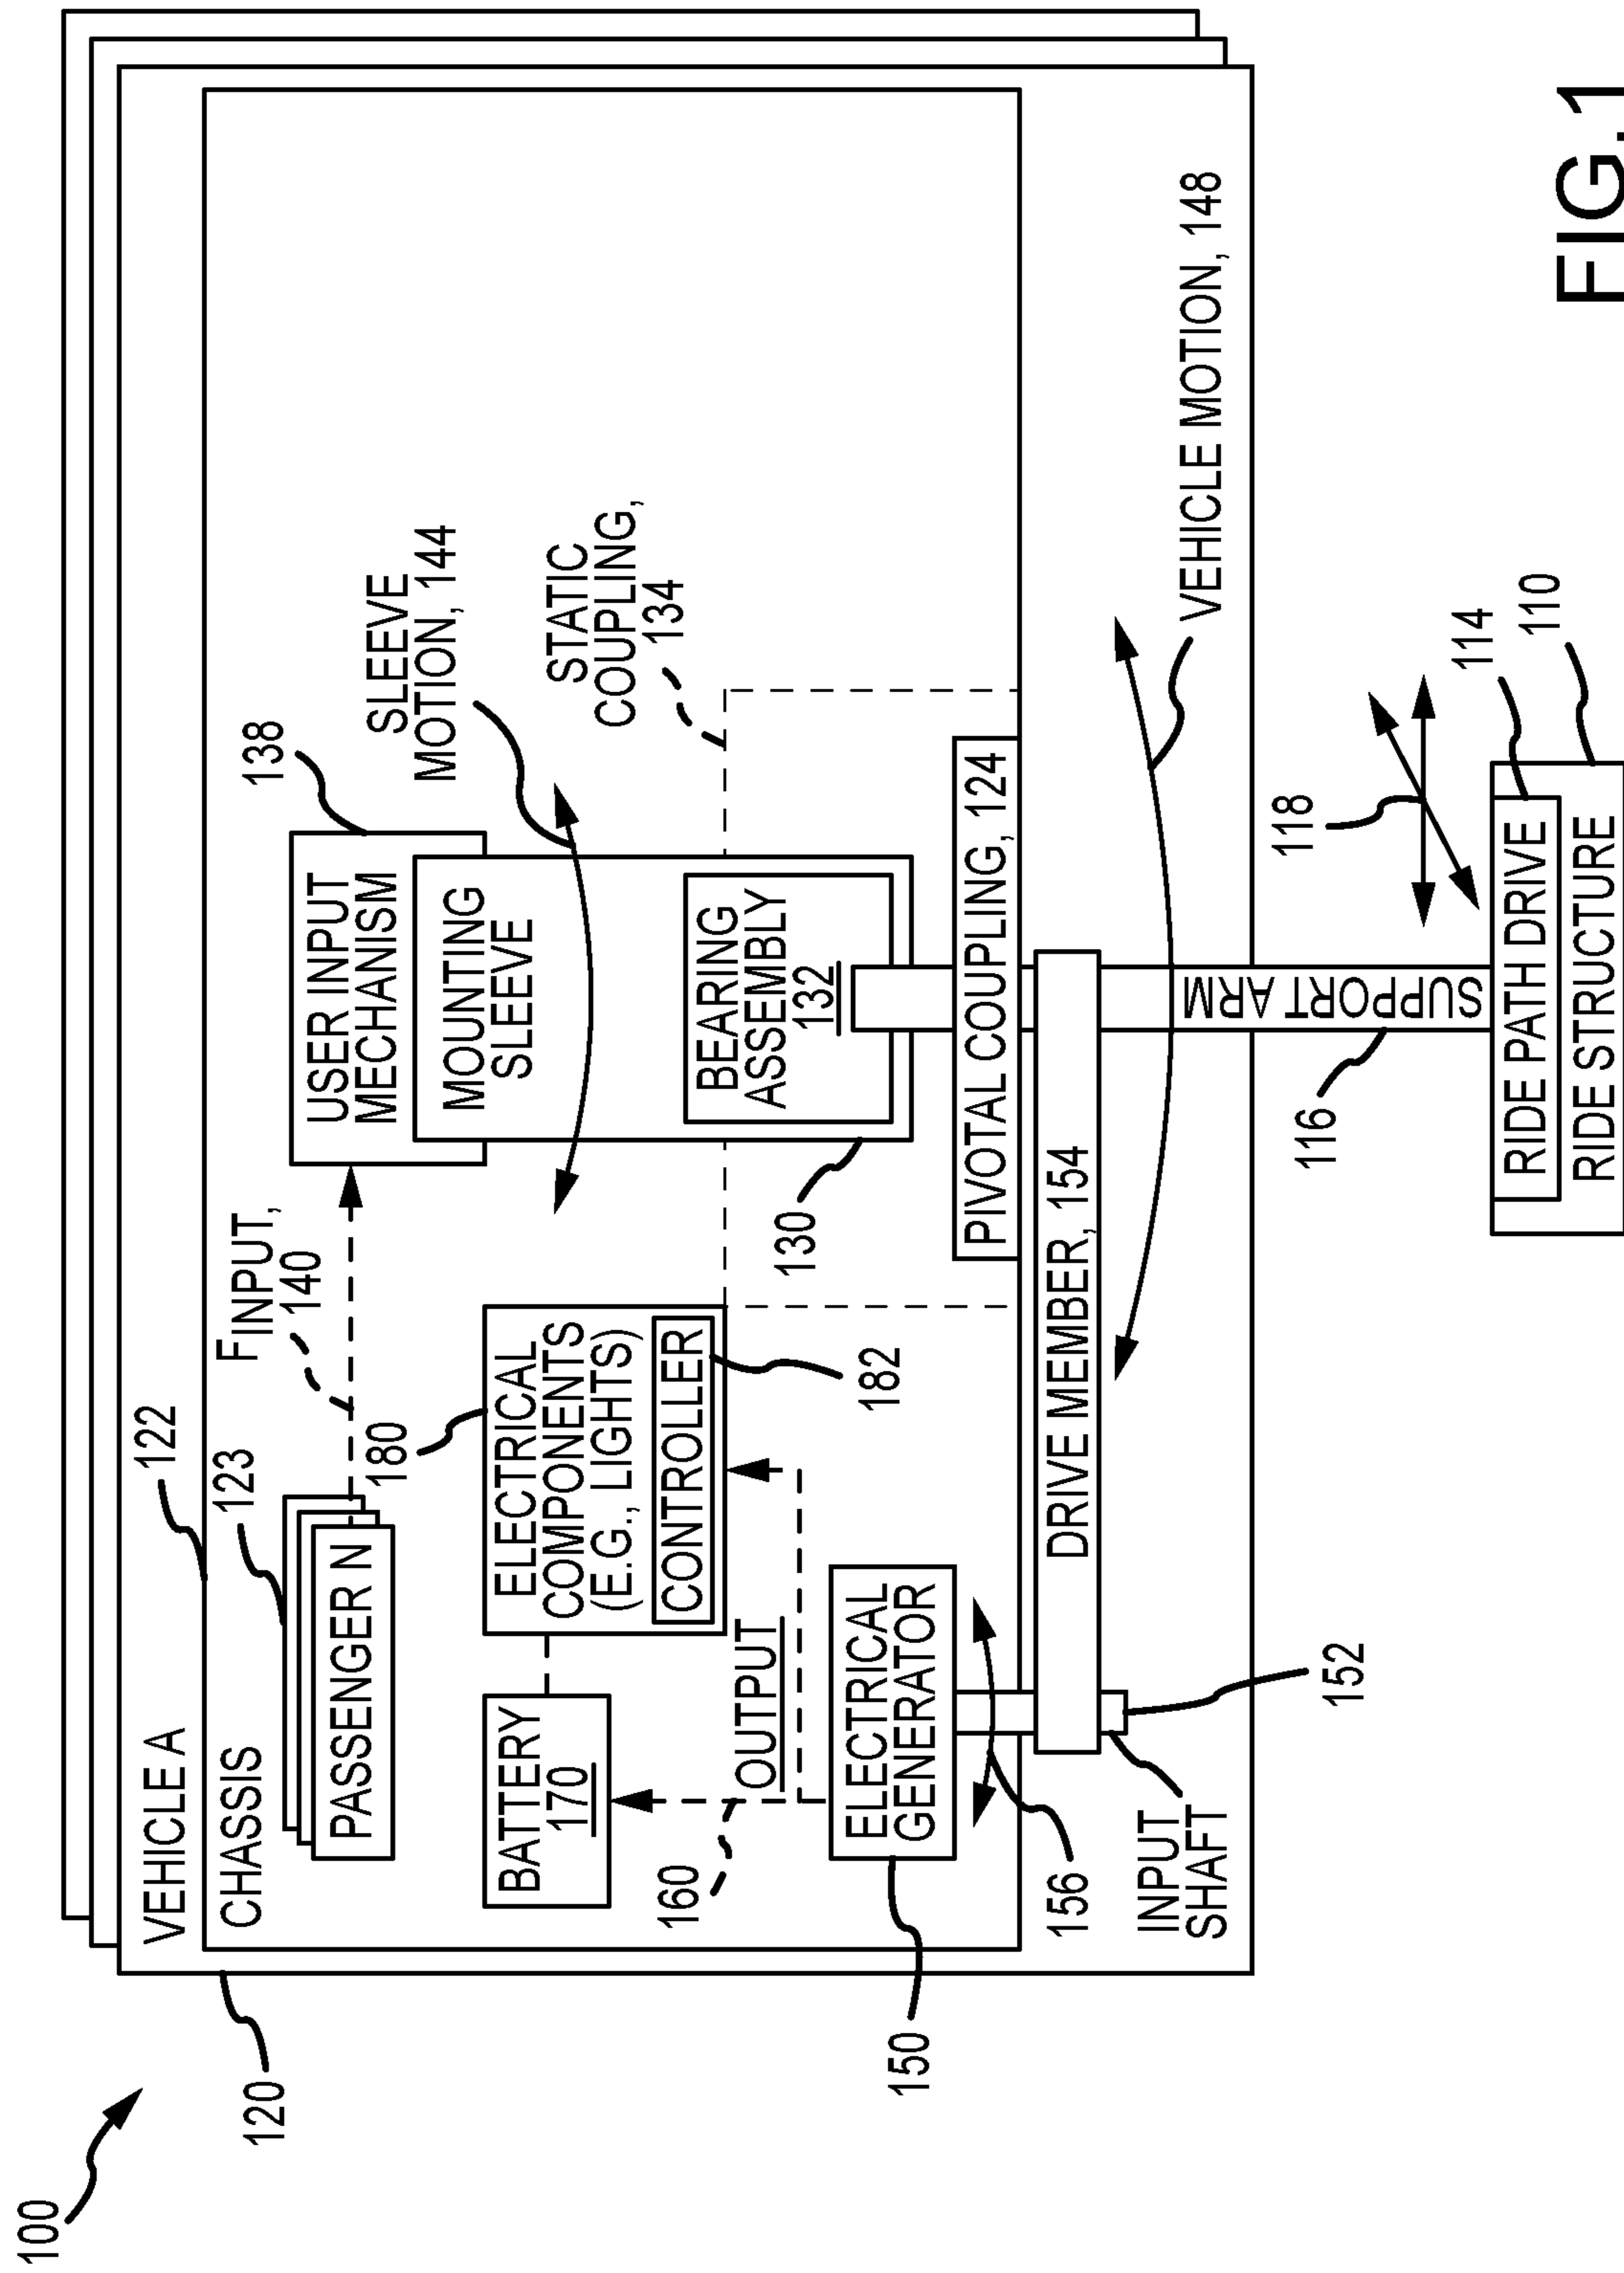 100
120
VEHICLE A
122
CHASSIS
123
PASSENGER N
FINPUT,
140
138
USER INPUT
MECHANISM
MOUNTING
SLEEVE
SLEEVE
MOTION, 144
STATIC
COUPLING,
134
180
ELECTRICAL
COMPONENTS
(E.G., LIGHTS)
CONTROLLER
182
BATTERY
170
160
OUTPUT
BEARING
ASSEMBLY
132
130
ELECTRICAL
GENERATOR
150
PIVOTAL COUPLING, 124
DRIVE MEMBER, 154
156
INPUT
SHAFT
152
VEHICLE MOTION, 148
SUPPORT ARM
116
118
114
110
RIDE PATH DRIVE
RIDE STRUCTURE
FIG.1